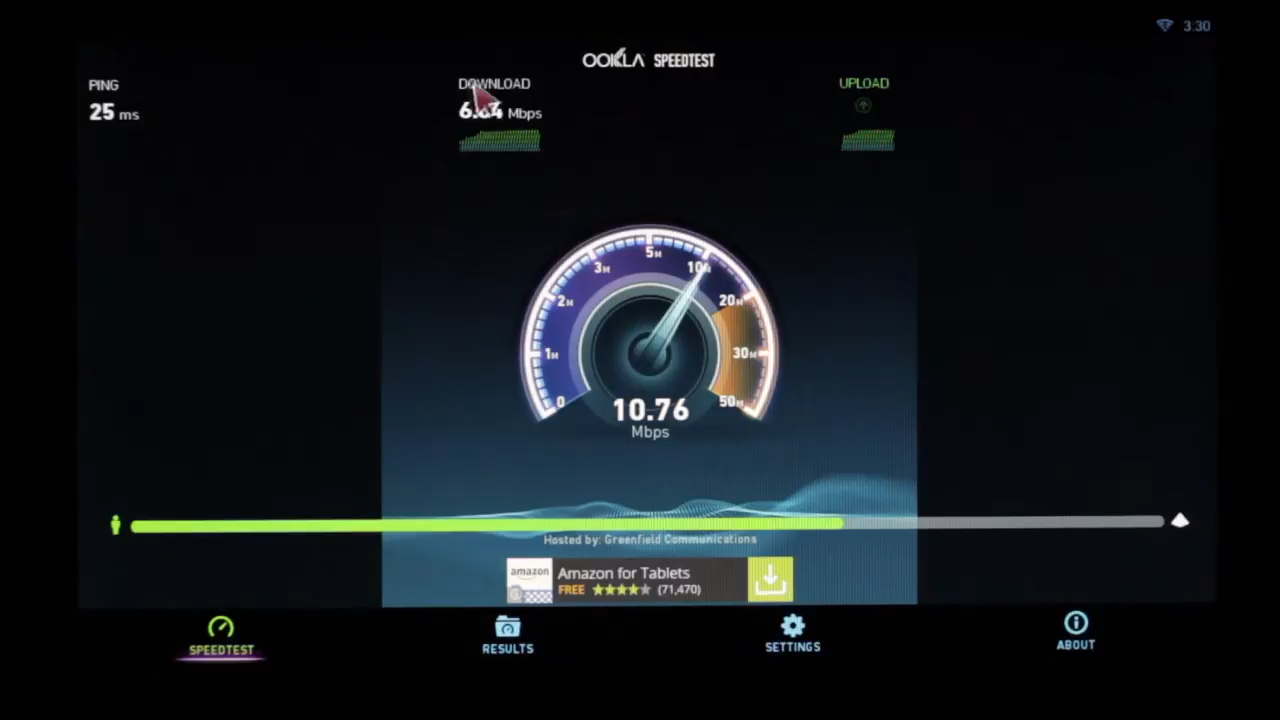 3:30
OOKLA SPEEDTEST
PING
25 ms
DOWNLOAD
Mbps
UPLOAD
0
1M
2M
3M
5M
20M
30M
50M
10.76
Mbps
Hosted by: Greenfield Communications
amazon
Amazon for Tablets
FREE (71,470)
SPEEDTEST
RESULTS
SETTINGS
ABOUT